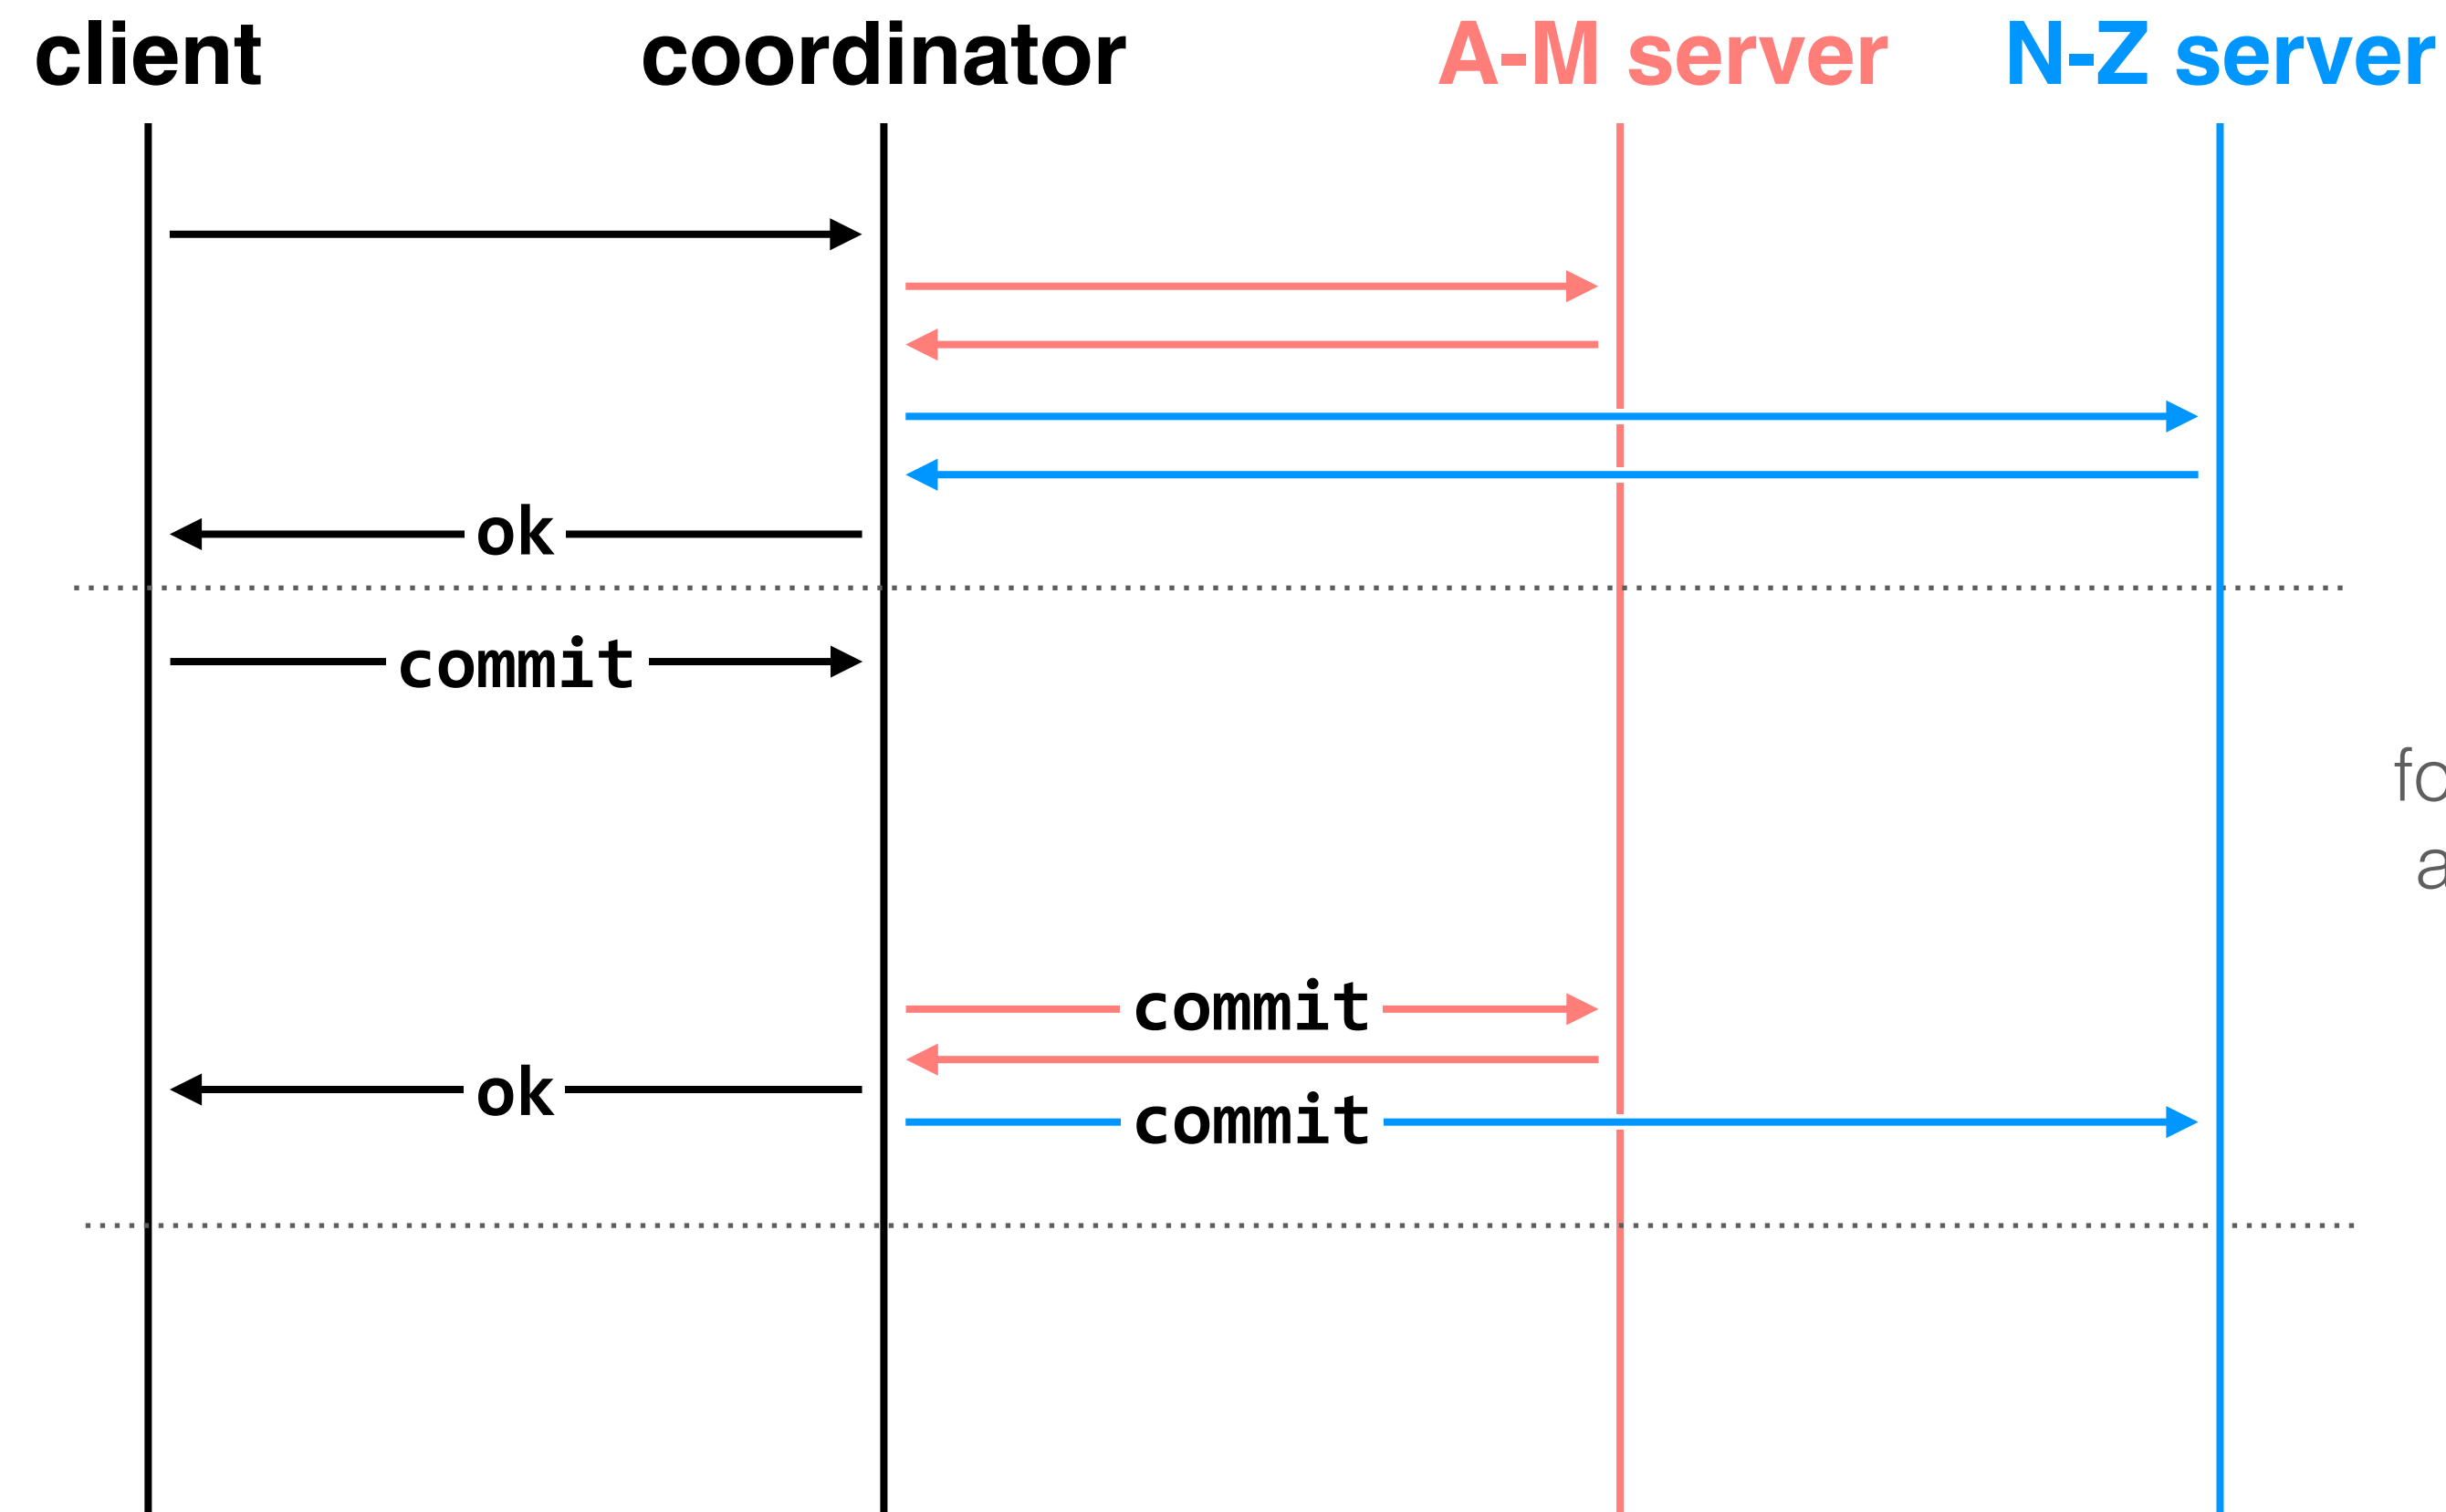 client coordinator A-M server N-Z server
ok
commit
commit
ok
commit